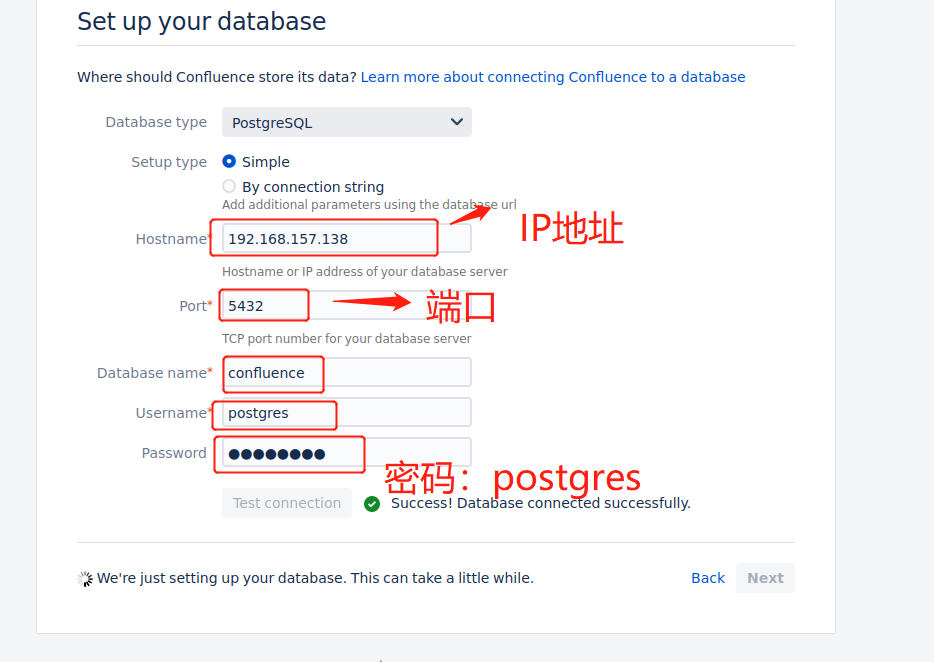 Set up your database
Where should Confluence store its data? Learn more about connecting Confluence to a database
Database type PostgreSQL
Setup type Simple
By connection string
Add additional parameters using the database url
IP地址
Hostname* 192.168.157.138
Hostname or IP address of your database server
Port* 5432 端口
TCP port number for your database server
Database name* confluence
Username* postgres
Password ●●●●●●●●
密码：postgres
Test connection Success! Database connected successfully.
We're just setting up your database. This can take a little while. Back Next